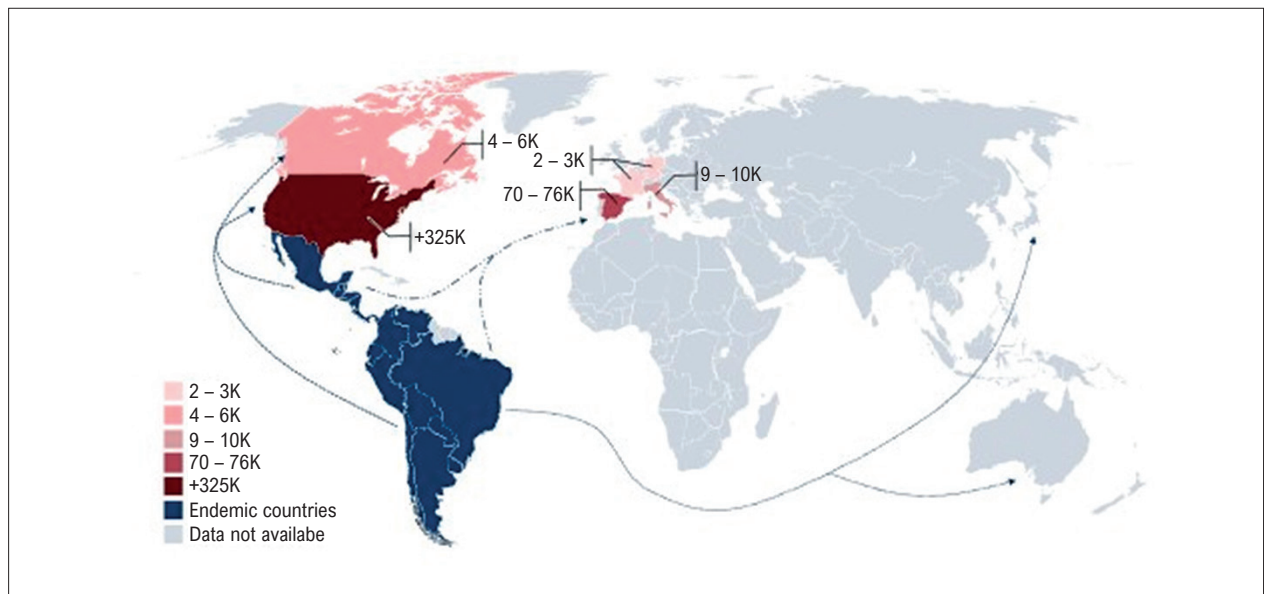 4 – 6K
2 – 3K
9 – 10K
70 – 76K
+325K
2 – 3K
4 – 6K
9 – 10K
70 – 76K
+325K
Endemic countries
Data not availabe